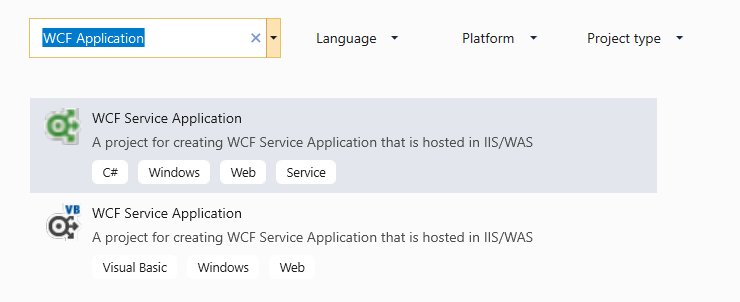 WCF Application Language Platform Project type
WCF Service Application
A project for creating WCF Service Application that is hosted in IIS/WAS
C# Windows Web Service
VB
WCF Service Application
A project for creating WCF Service Application that is hosted in IIS/WAS
Visual Basic Windows Web